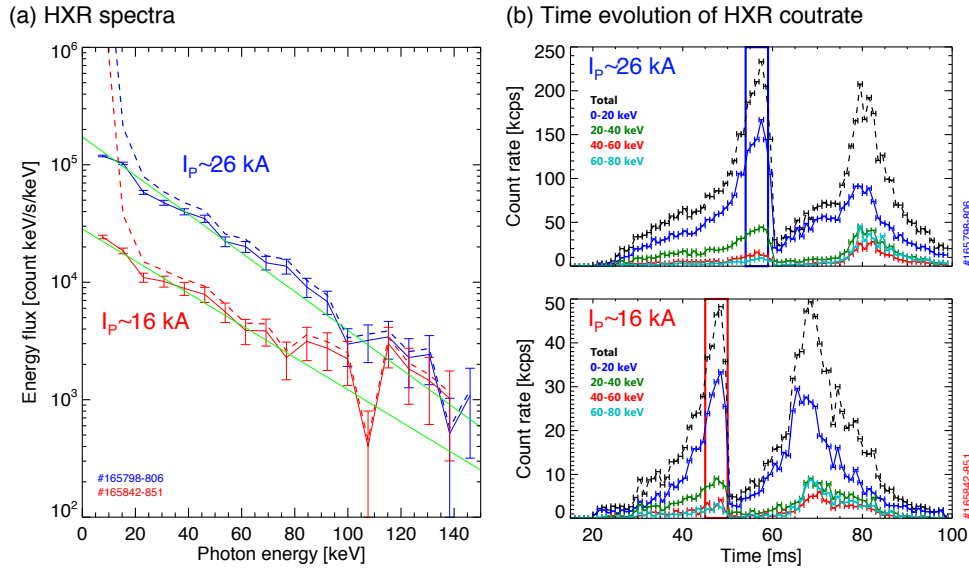 (a) HXR spectra
(b) Time evolution of HXR coutrate
10^6
10^5
10^4
10^3
10^2
Energy flux [count keV/s/keV]
I_P~26 kA
I_P~16 kA
#165798-806
#165842-851
0 20 40 60 80 100 120 140
Photon energy [keV]
250
200
150
100
50
0
Count rate [kcps]
I_P~26 kA
Total
0-20 keV
20-40 keV
40-60 keV
60-80 keV
#165798-806
50
40
30
20
10
0
Count rate [kcps]
I_P~16 kA
Total
0-20 keV
20-40 keV
40-60 keV
60-80 keV
#165842-851
20 40 60 80 100
Time [ms]